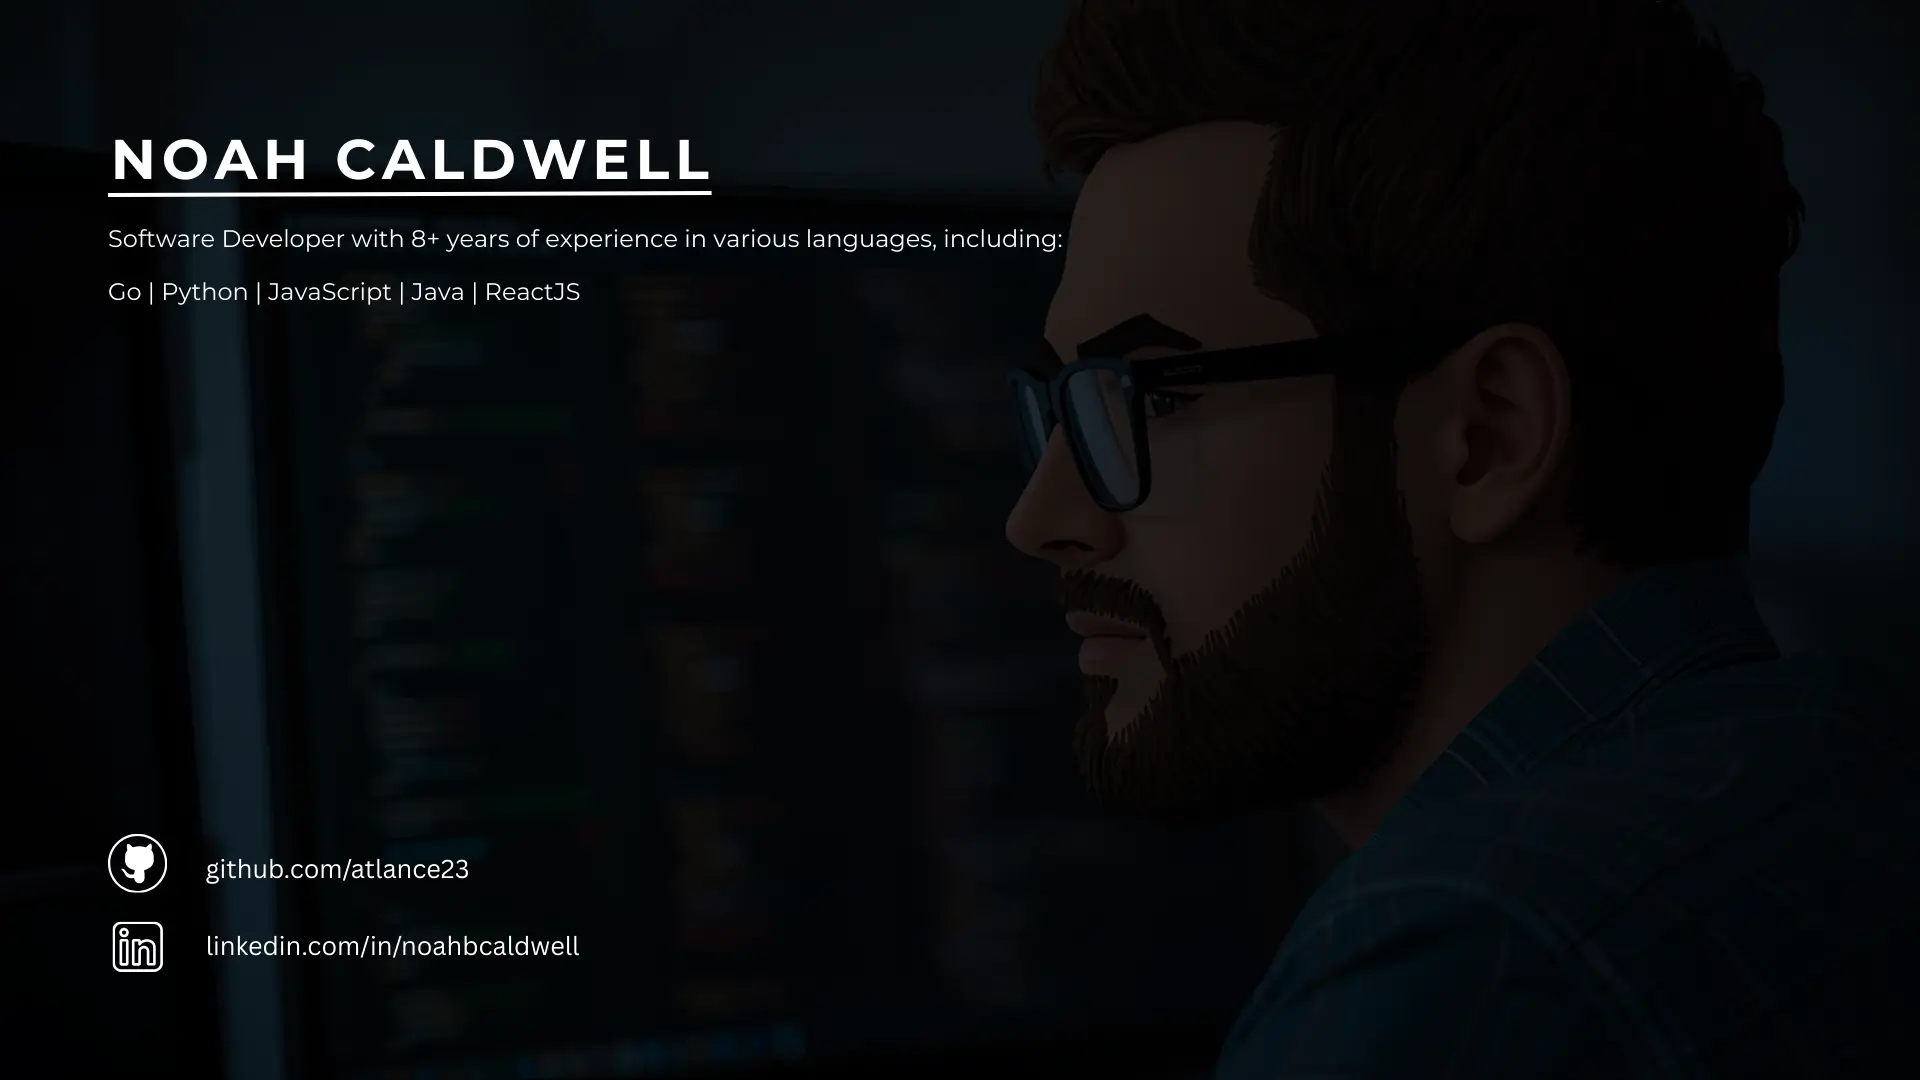 NOAH CALDWELL
Software Developer with 8+ years of experience in various languages, including:
Go | Python | JavaScript | Java | ReactJS
github.com/atlance23
in
linkedin.com/in/noahbcaldwell